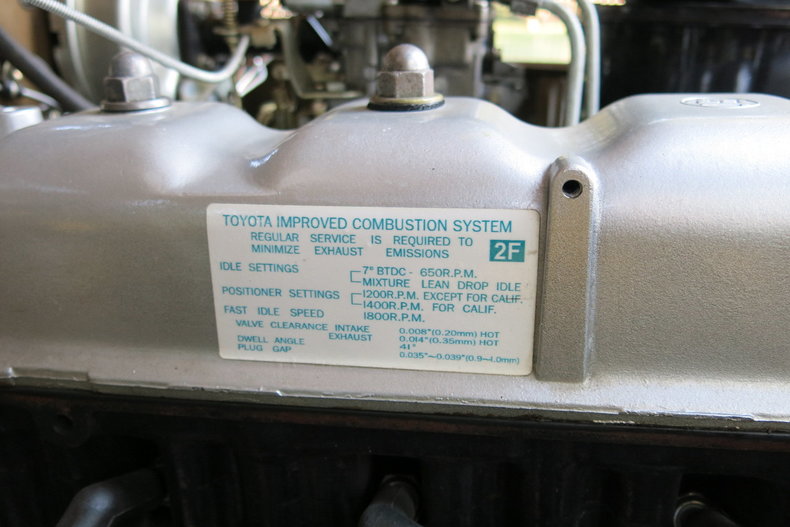 TOYOTA IMPROVED COMBUSTION SYSTEM
REGULAR SERVICE IS REQUIRED TO
MINIMIZE EXHAUST EMISSIONS
2F
IDLE SETTINGS 7° BTDC - 650R.P.M.
MIXTURE LEAN DROP IDLE
POSITIONER SETTINGS 1200R.P.M. EXCEPT FOR CALIF.
1400R.P.M. FOR CALIF.
FAST IDLE SPEED 1800R.P.M.
VALVE CLEARANCE INTAKE 0.008"(0.20mm) HOT
EXHAUST 0.014"(0.35mm) HOT
DWELL ANGLE 41°
PLUG GAP 0.035"~0.039"(0.9~1.0mm)